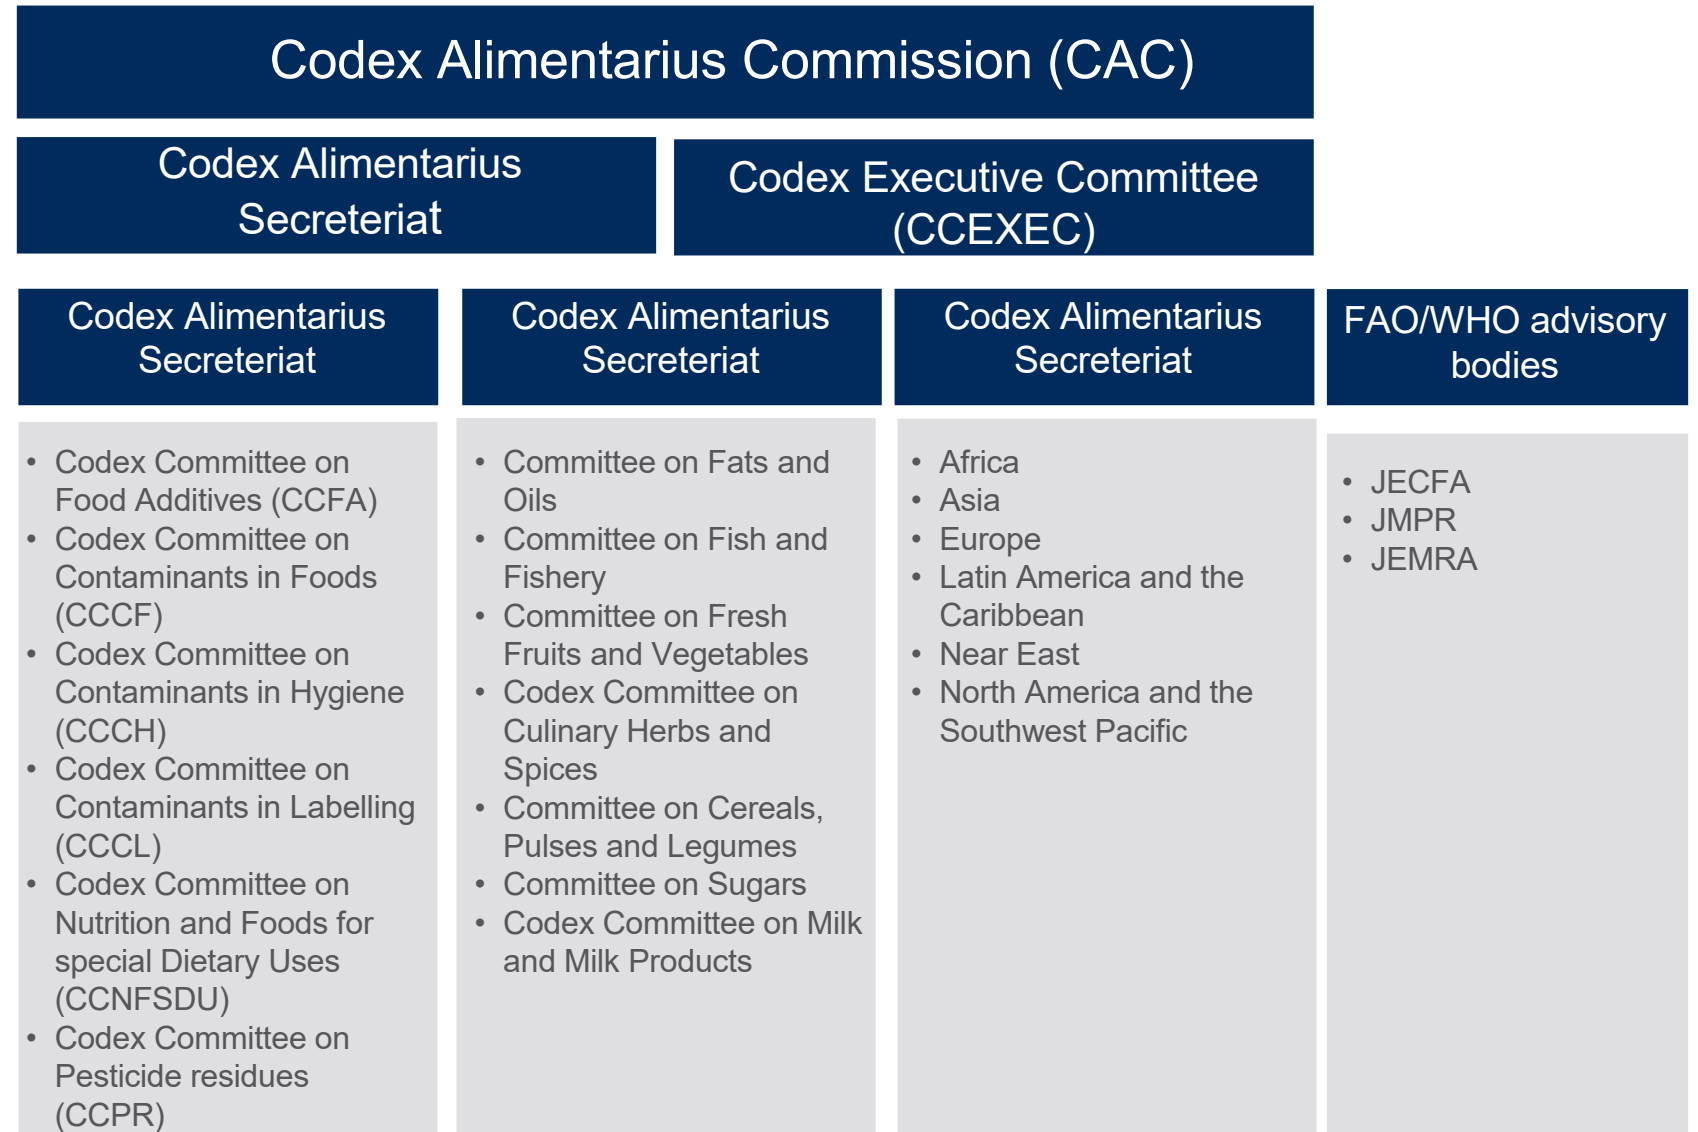 Codex Alimentarius Commission (CAC)
Codex Alimentarius
Secreteriat
Codex Executive Committee
(CCEXEC)
Codex Alimentarius
Secreteriat
• Codex Committee on
Food Additives (CCFA)
• Codex Committee on
Contaminants in Foods
(CCCF)
• Codex Committee on
Contaminants in Hygiene
(CCCH)
• Codex Committee on
Contaminants in Labelling
(CCCL)
• Codex Committee on
Nutrition and Foods for
special Dietary Uses
(CCNFSDU)
• Codex Committee on
Pesticide residues
(CCPR)
Codex Alimentarius
Secreteriat
• Committee on Fats and
Oils
• Committee on Fish and
Fishery
• Committee on Fresh
Fruits and Vegetables
• Codex Committee on
Culinary Herbs and
Spices
• Committee on Cereals,
Pulses and Legumes
• Committee on Sugars
• Codex Committee on Milk
and Milk Products
Codex Alimentarius
Secreteriat
• Africa
• Asia
• Europe
• Latin America and the
Caribbean
• Near East
• North America and the
Southwest Pacific
FAO/WHO advisory
bodies
• JECFA
• JMPR
• JEMRA